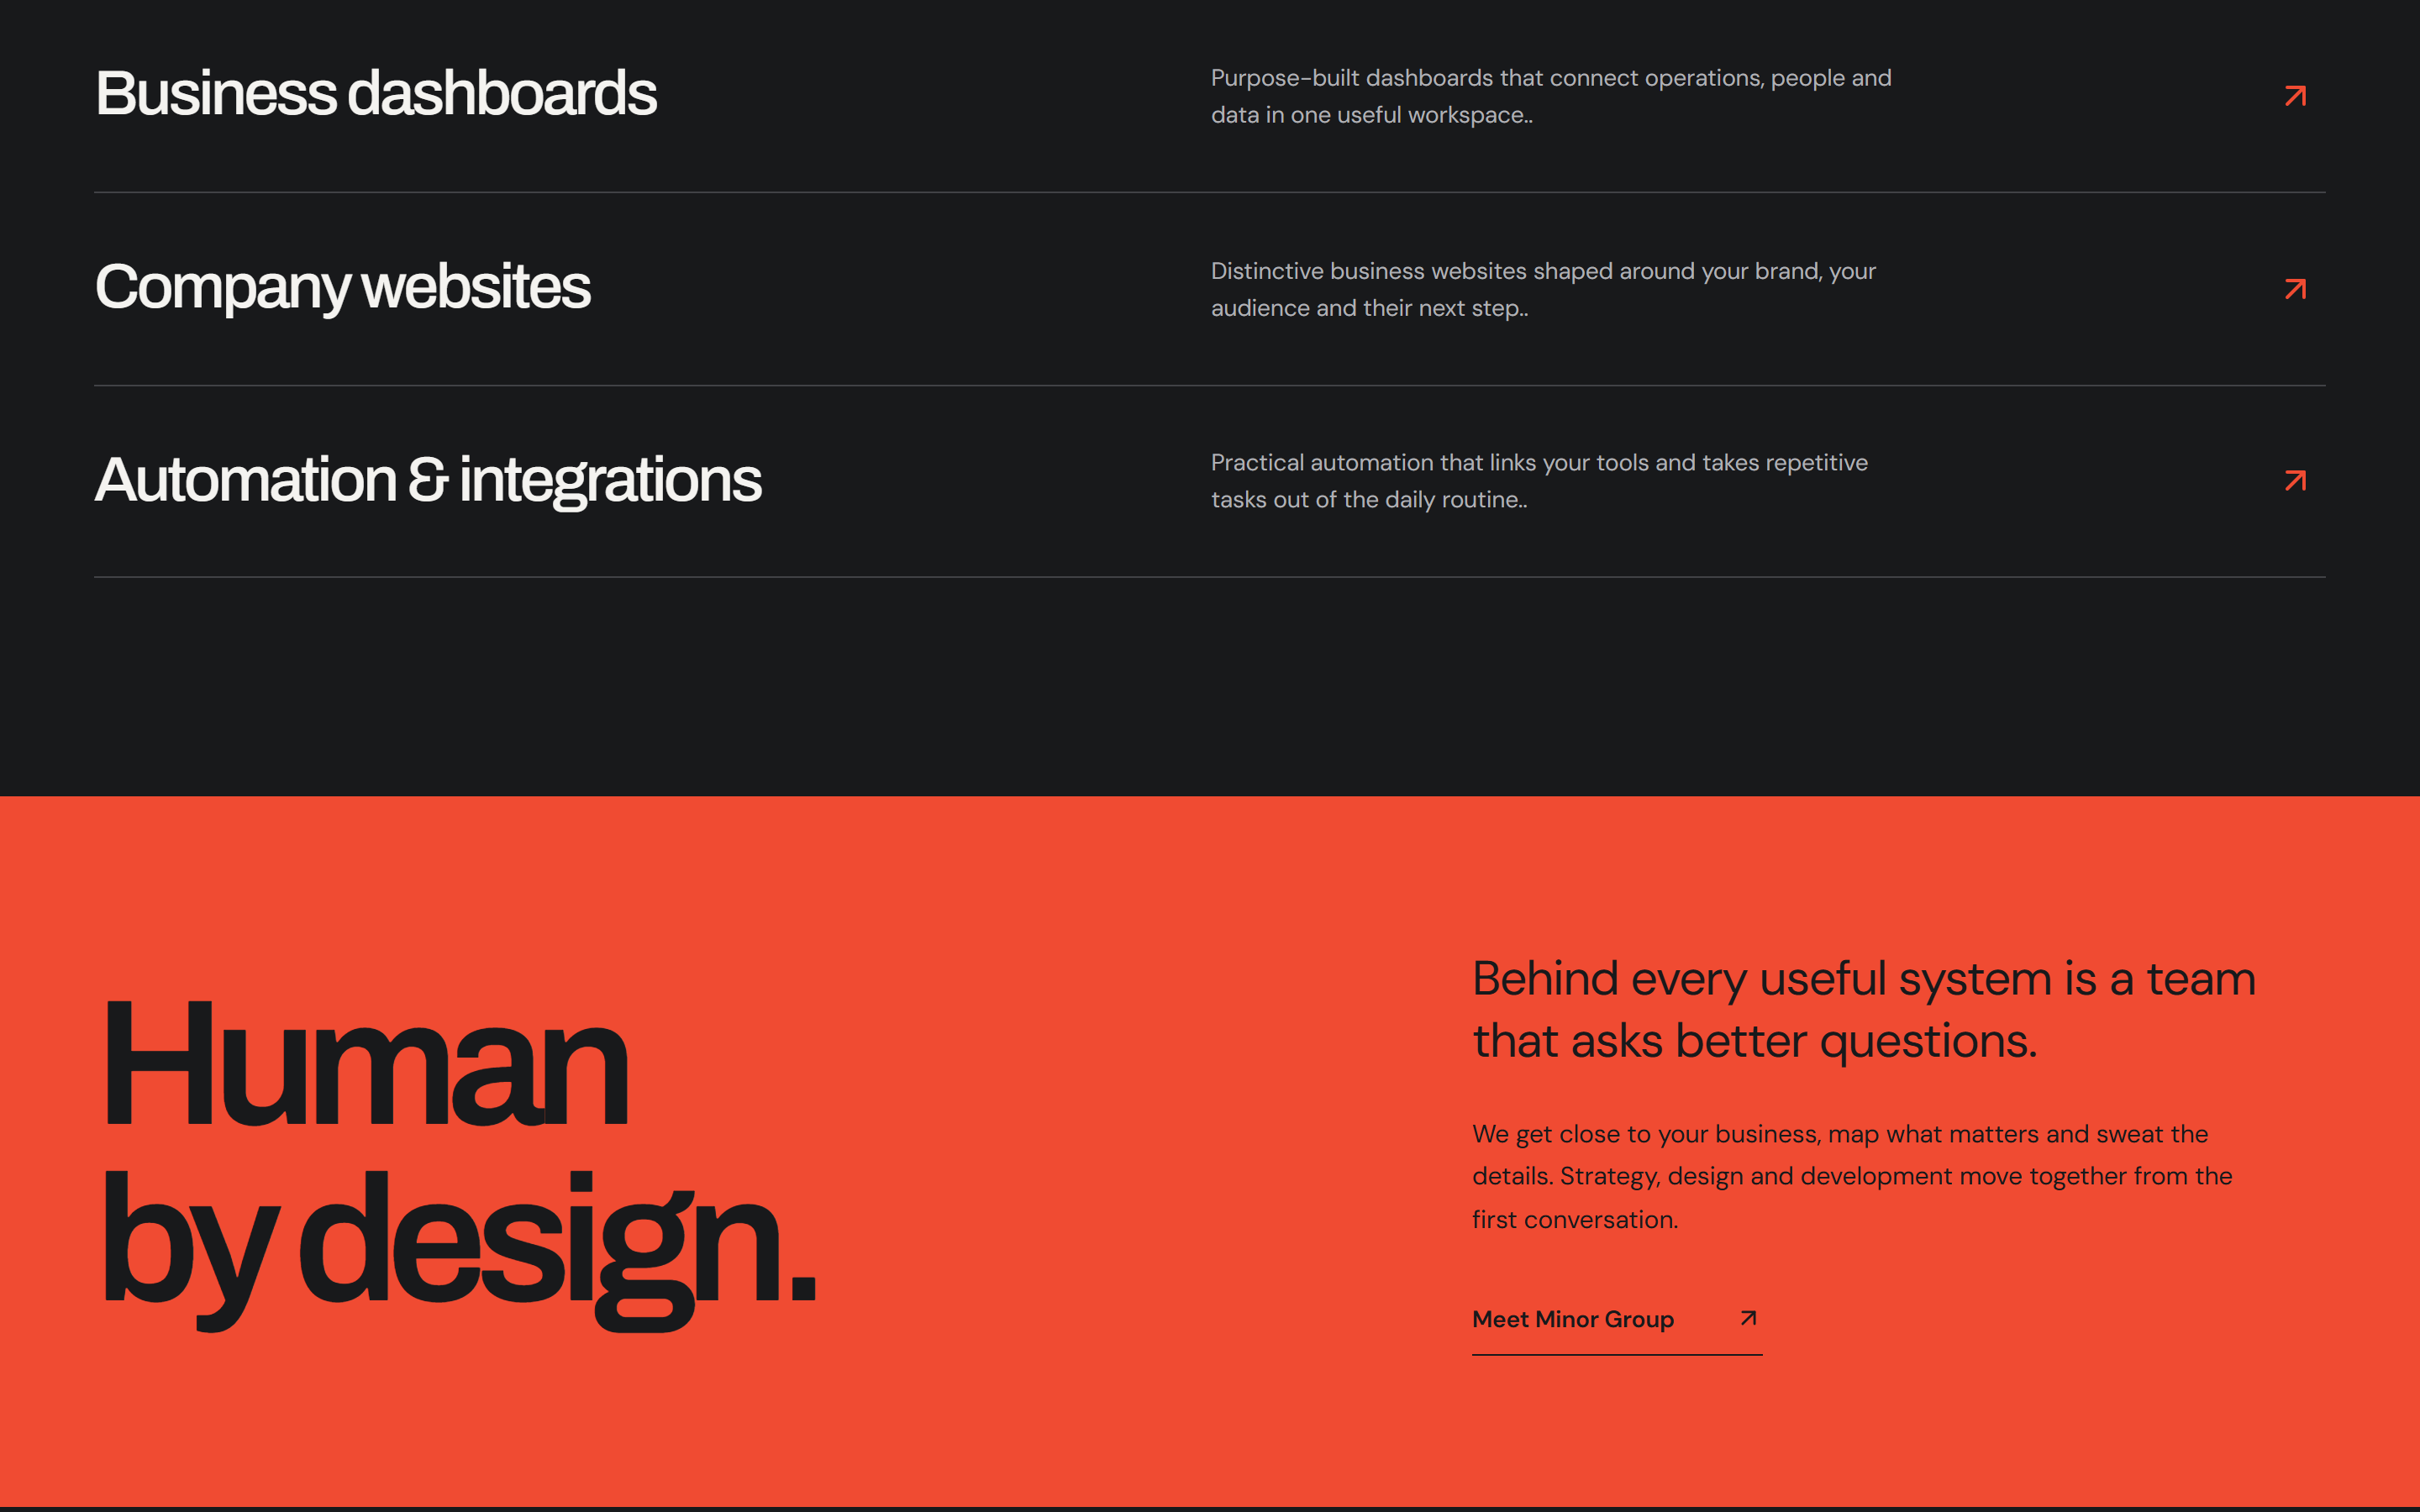 Business dashboards
Purpose-built dashboards that connect operations, people and
data in one useful workspace..
Company websites
Distinctive business websites shaped around your brand, your
audience and their next step..
Automation & integrations
Practical automation that links your tools and takes repetitive
tasks out of the daily routine..
Human
by design.
Behind every useful system is a team
that asks better questions.
We get close to your business, map what matters and sweat the
details. Strategy, design and development move together from the
first conversation.
Meet Minor Group